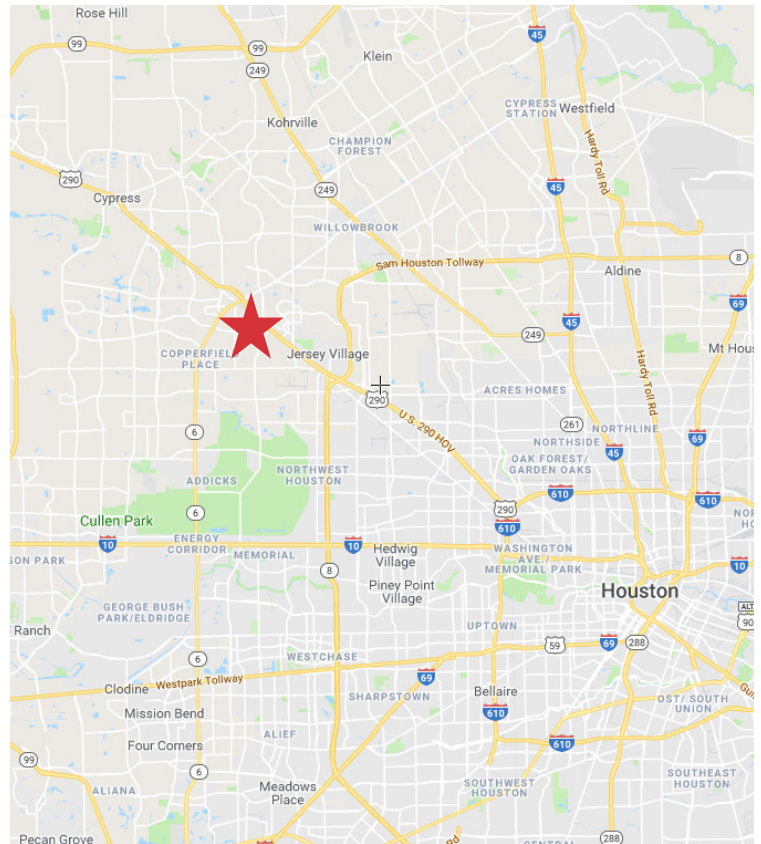 Rose Hill
99
99
249
Klein
45
Kohrville
CYPRESS
STATION
Westfield
CHAMPION
FOREST
Hardy Toll Rd
290
249
45
Cypress
WILLOWBROOK
Sam Houston Tollway
8
Aldine
69
45
249
COPPERFIELD
PLACE
Jersey Village
Hardy Toll Rd
290
ACRES HOMES
U.S. 290 HOV
261
NORTHLINE
6
NORTHSIDE
45
69
OAK FOREST/
GARDEN OAKS
ADDICKS
NORTHWEST
HOUSTON
610
610
290
6
Cullen Park
610
ENERGY
CORRIDOR
10
MEMORIAL
10
Hedwig
Village
WASHINGTON
AVE /
MEMORIAL PARK
10
8
Piney Point
Village
Houston
GEORGE BUSH
PARK/ELDRIDGE
ALT
90
Ranch
UPTOWN
59
69
288
6
WESTCHASE
Westpark Tollway
69
Clodine
SHARPSTOWN
Bellaire
OST/ SOUTH
UNION
Mission Bend
610
ALIEF
Four Corners
610
99
6
ALIANA
Meadows
Place
SOUTHWEST
HOUSTON
SOUTHEAST
HOUSTON
Pecan Grove
288